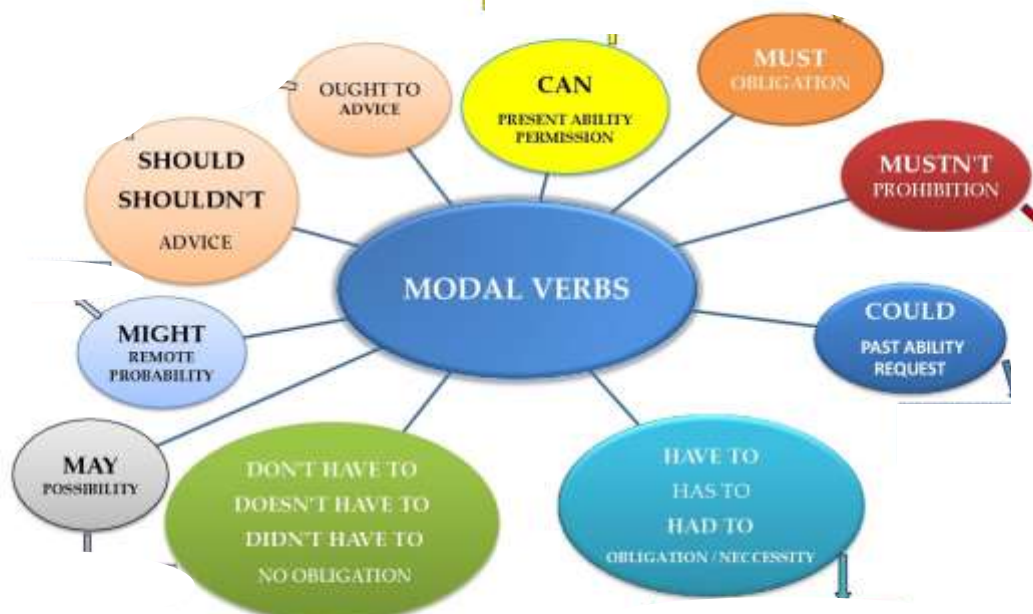 OUGHT TO
ADVICE
CAN
PRESENT ABILITY
PERMISSION
MUST
OBLIGATION
SHOULD
SHOULDN'T
ADVICE
MUSTN'T
PROHIBITION
MODAL VERBS
MIGHT
REMOTE
PROBABILITY
COULD
PAST ABILITY
REQUEST
MAY
POSSIBILITY
DON'T HAVE TO
DOESN'T HAVE TO
DIDN'T HAVE TO
NO OBLIGATION
HAVE TO
HAS TO
HAD TO
OBLIGATION / NECCESSITY